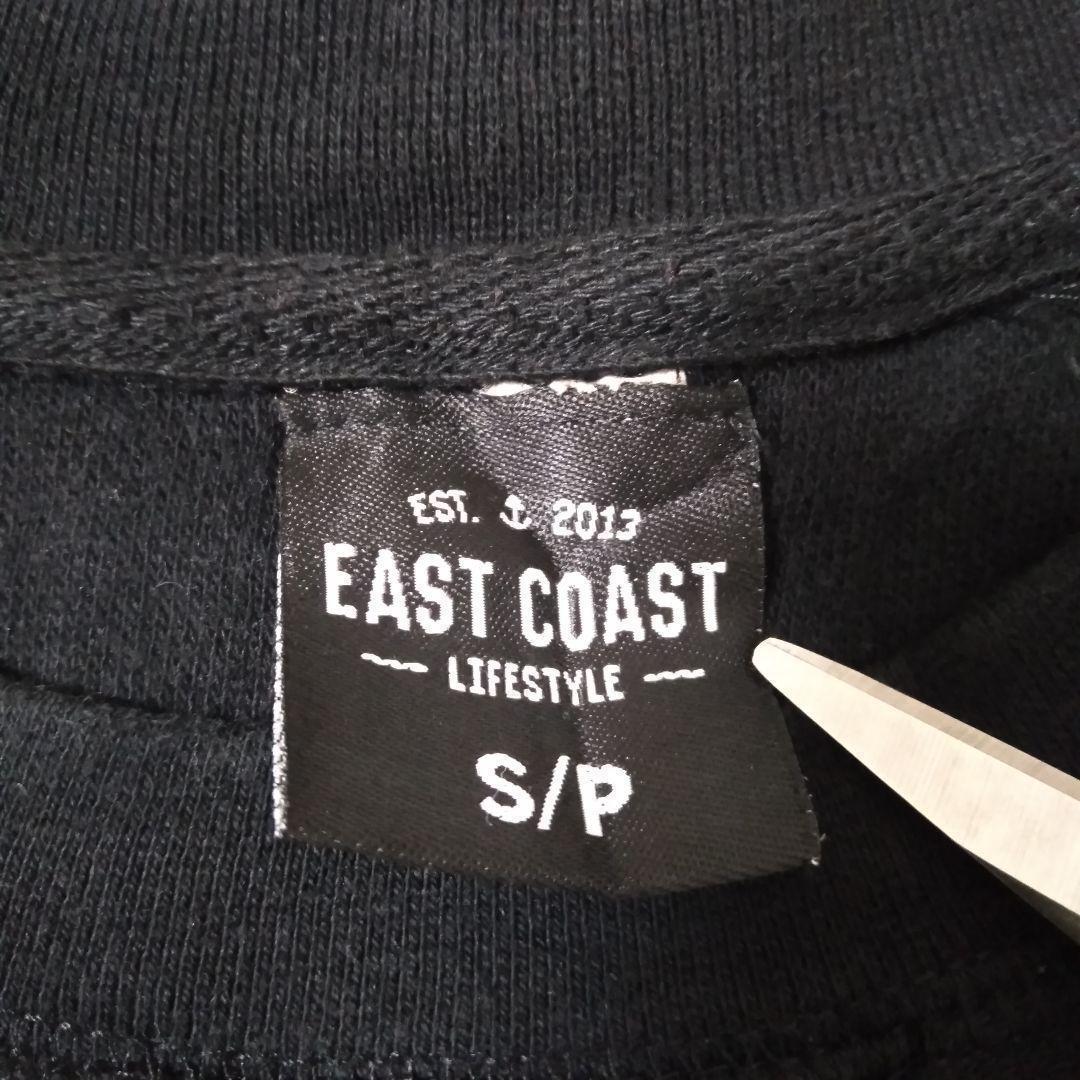 EST. ⚓ 2013
EAST COAST
LIFESTYLE
S/P